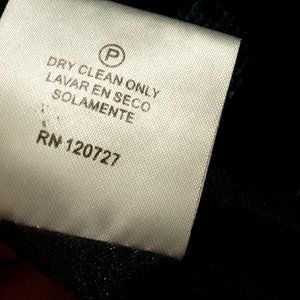 P
DRY CLEAN ONLY
LAVAR EN SECO
SOLAMENTE
RN 120727